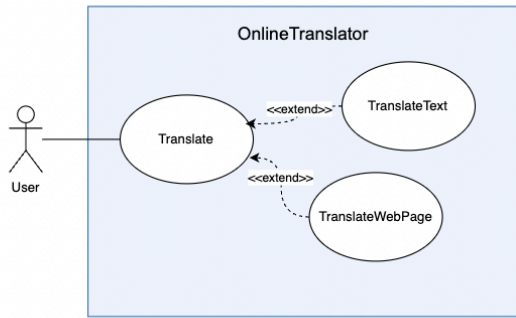 OnlineTranslator
<<extend>>
TranslateText
Translate
<<extend>>
User
TranslateWebPage